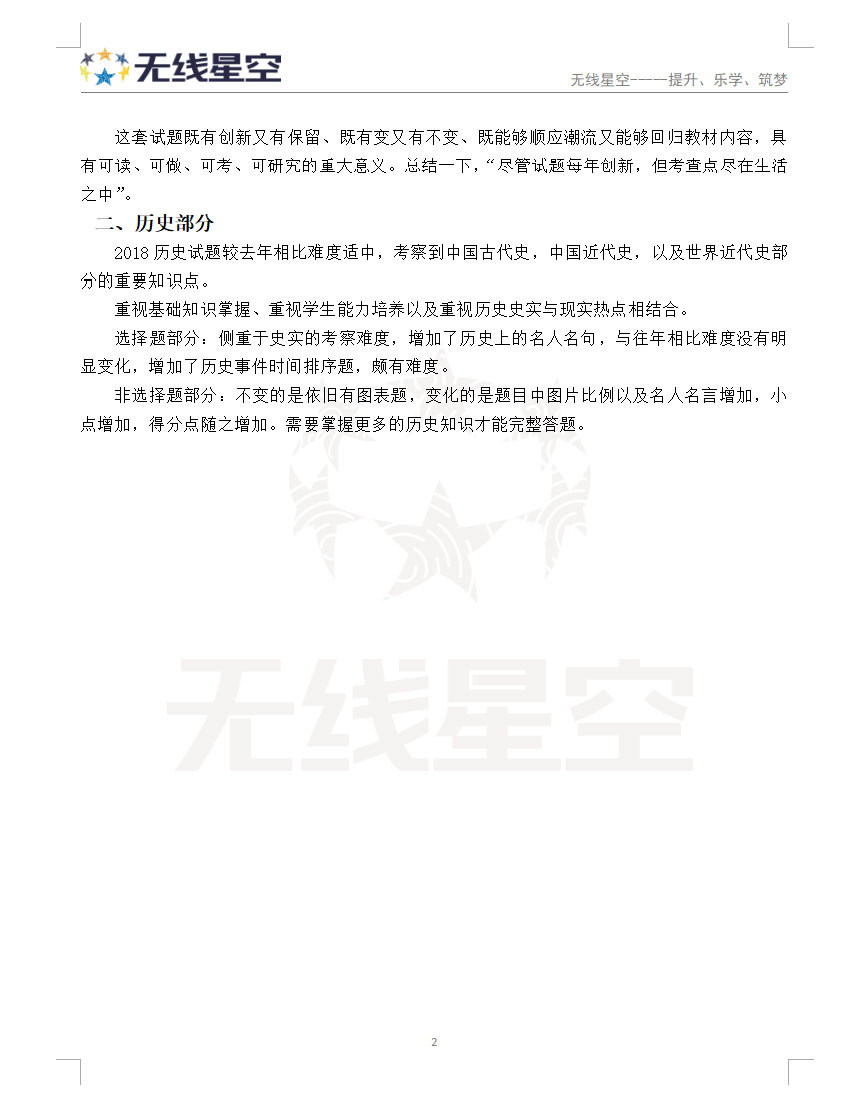 无线星空
无线星空-----提升、乐学、筑梦
这套试题既有创新又有保留、既有变又有不变、既能够顺应潮流又能够回归教材内容，具
有可读、可做、可考、可研究的重大意义。总结一下，“尽管试题每年创新，但考查点尽在生活
之中”。
二、历史部分
2018 历史试题较去年相比难度适中，考察到中国古代史，中国近代史，以及世界近代史部
分的重要知识点。
重视基础知识掌握、重视学生能力培养以及重视历史史实与现实热点相结合。
选择题部分：侧重于史实的考察难度，增加了历史上的名人名句，与往年相比难度没有明
显变化，增加了历史事件时间排序题，颇有难度。
非选择题部分：不变的是依旧有图表题，变化的是题目中图片比例以及名人名言增加，小
点增加，得分点随之增加。需要掌握更多的历史知识才能完整答题。
无线星空
2